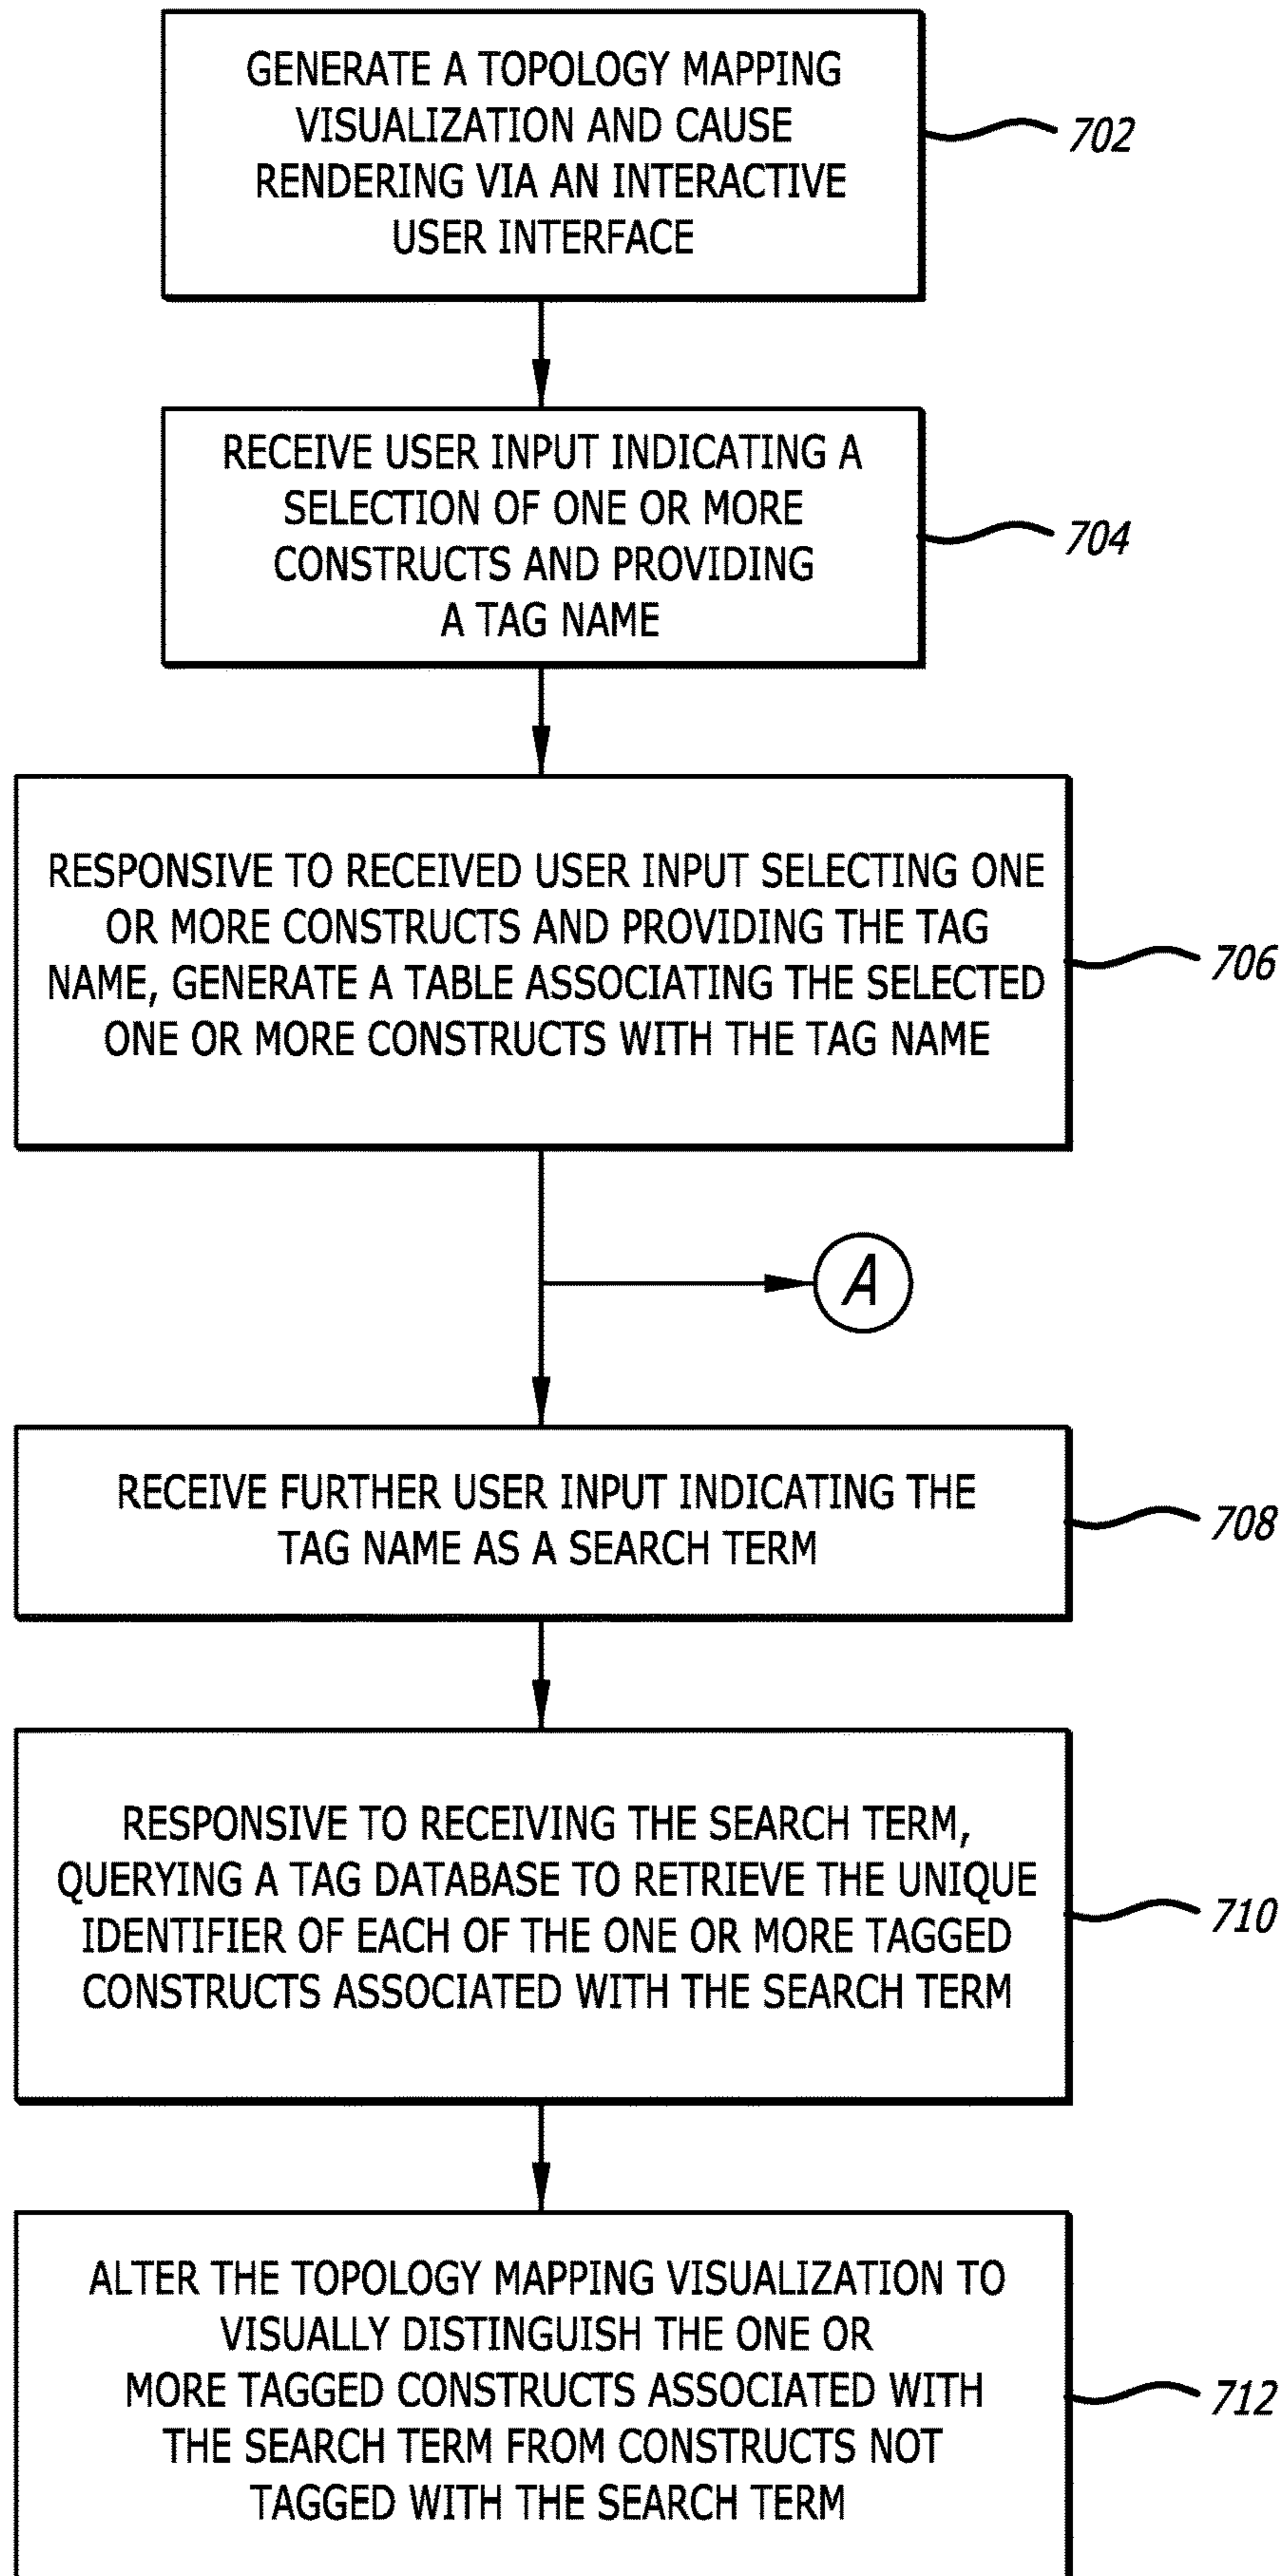 GENERATE A TOPOLOGY MAPPING
VISUALIZATION AND CAUSE
RENDERING VIA AN INTERACTIVE
USER INTERFACE
702
RECEIVE USER INPUT INDICATING A
SELECTION OF ONE OR MORE
CONSTRUCTS AND PROVIDING
A TAG NAME
704
RESPONSIVE TO RECEIVED USER INPUT SELECTING ONE
OR MORE CONSTRUCTS AND PROVIDING THE TAG
NAME, GENERATE A TABLE ASSOCIATING THE SELECTED
ONE OR MORE CONSTRUCTS WITH THE TAG NAME
706
A
RECEIVE FURTHER USER INPUT INDICATING THE
TAG NAME AS A SEARCH TERM
708
RESPONSIVE TO RECEIVING THE SEARCH TERM,
QUERYING A TAG DATABASE TO RETRIEVE THE UNIQUE
IDENTIFIER OF EACH OF THE ONE OR MORE TAGGED
CONSTRUCTS ASSOCIATED WITH THE SEARCH TERM
710
ALTER THE TOPOLOGY MAPPING VISUALIZATION TO
VISUALLY DISTINGUISH THE ONE OR
MORE TAGGED CONSTRUCTS ASSOCIATED WITH
THE SEARCH TERM FROM CONSTRUCTS NOT
TAGGED WITH THE SEARCH TERM
712